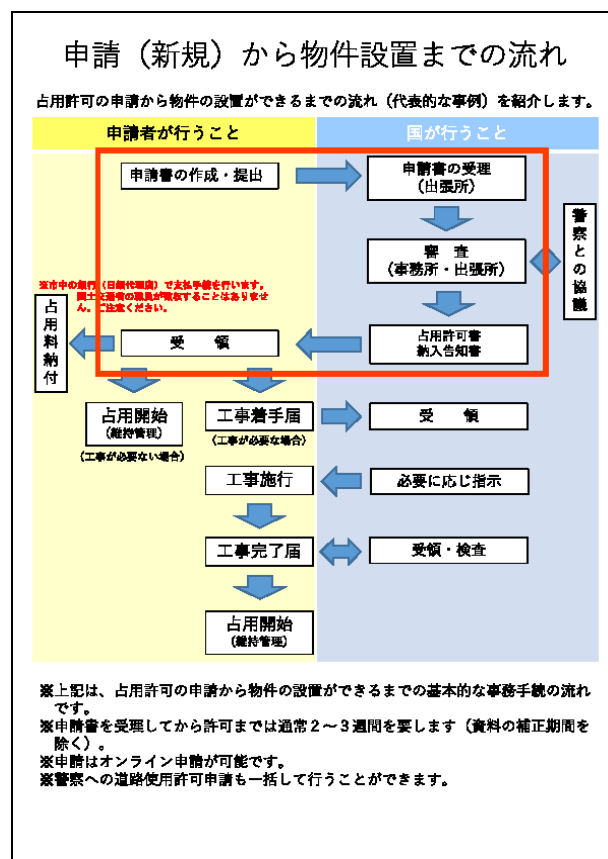 申請（新規）から物件設置までの流れ
占用許可の申請から物件の設置ができるまでの流れ（代表的な事例）を紹介します。
申請者が行うこと
国が行うこと
申請書の作成・提出
申請書の受理
（出張所）
審　査
（事務所・出張所）
警察との協議
※市中の銀行（日銀代理店）で支払手続を行います。
国土交通省の職員が徴収することはありませ
ん。ご注意ください。
占用許可書
納入告知書
受　領
占用料納付
占用開始
（維持管理）
（工事が必要ない場合）
工事着手届
（工事が必要な場合）
受　領
工事施行
必要に応じ指示
工事完了届
受領・検査
占用開始
（維持管理）
※上記は、占用許可の申請から物件の設置ができるまでの基本的な事務手続の流れ
です。
※申請書を受理してから許可までは通常２～３週間を要します（資料の補正期間を
除く）。
※申請はオンライン申請が可能です。
※警察への道路使用許可申請も一括して行うことができます。